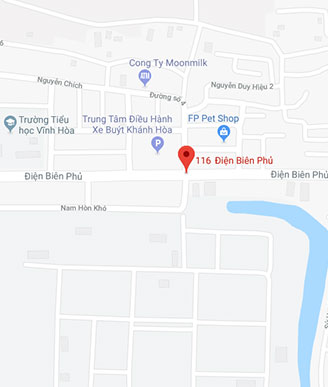 Cong Ty Moonmilk
Nguyễn Chích
Nguyễn Duy Hiệu 2
Đường số 4
Trường Tiểu
học Vĩnh Hòa
Trung Tâm Điều Hành
Xe Buýt Khánh Hòa
FP Pet Shop
116 Điện Biên Phủ
Điện Biên Phủ
Điện Biên Phủ
Nam Hòn Khô